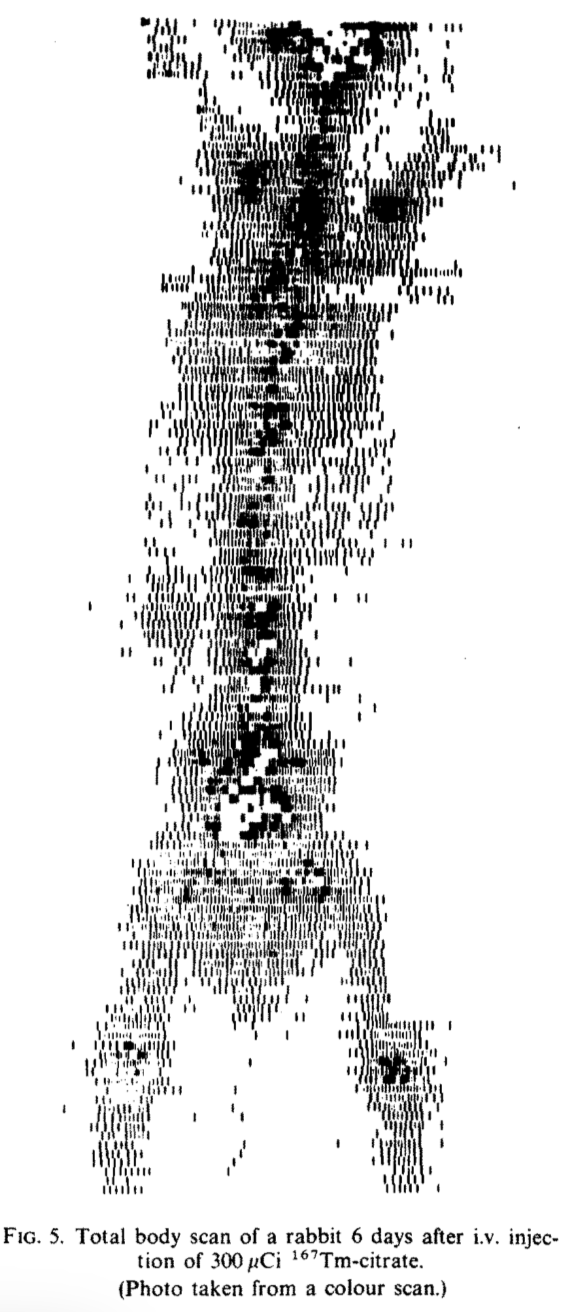 FIG. 5. Total body scan of a rabbit 6 days after i.v. injec-
tion of 300 μCi ¹⁶⁷Tm-citrate.
(Photo taken from a colour scan.)